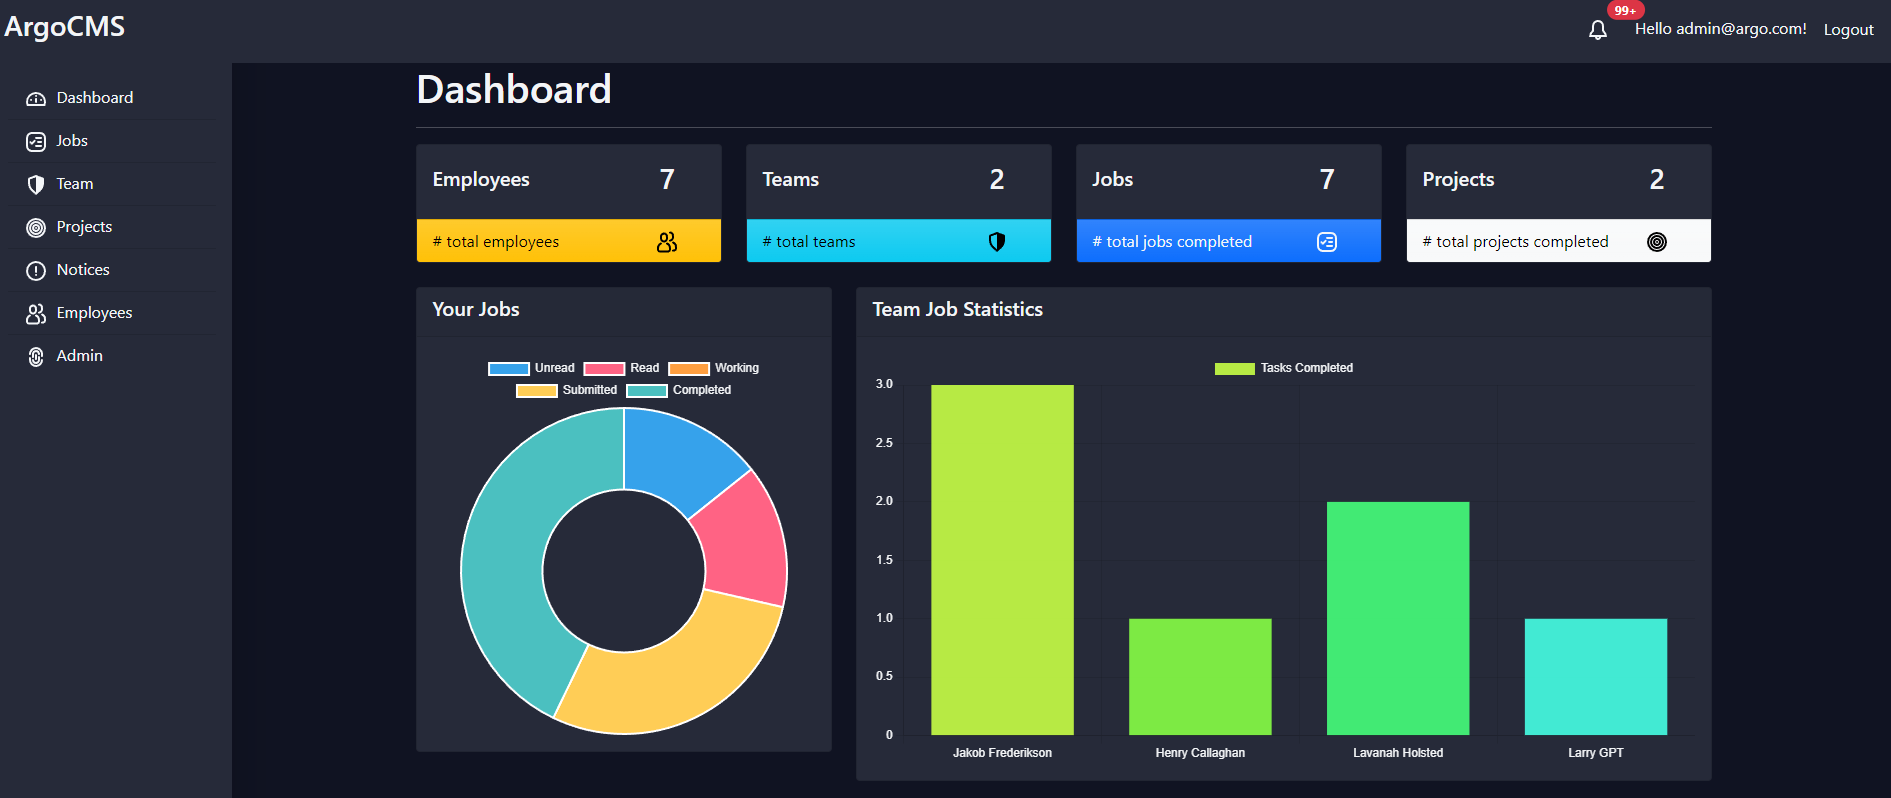 ArgoCMS
99+
Hello admin@argo.com!
Logout
Dashboard
Jobs
Team
Projects
Notices
Employees
Admin
Dashboard
Employees 7
# total employees
Teams 2
# total teams
Jobs 7
# total jobs completed
Projects 2
# total projects completed
Your Jobs
Unread Read Working
Submitted Completed
Team Job Statistics
Tasks Completed
3.0
2.5
2.0
1.5
1.0
0.5
0
Jakob Frederikson Henry Callaghan Lavanah Holsted Larry GPT